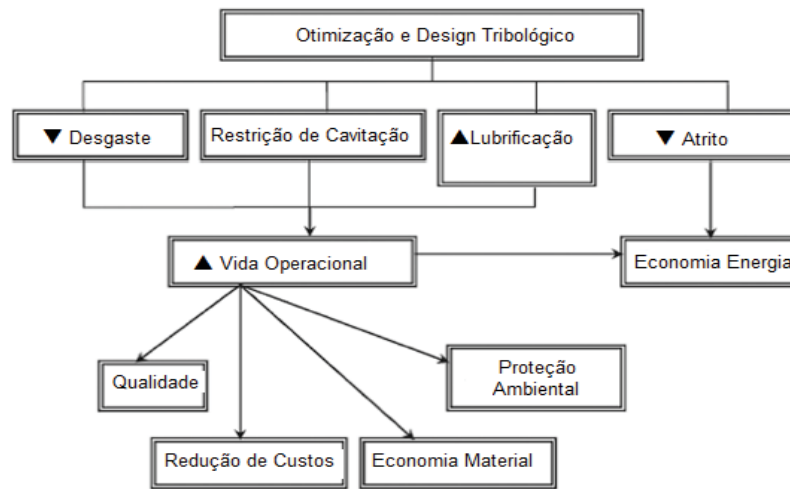 Otimização e Design Tribológico
▼ Desgaste
Restrição de Cavitação
▲Lubrificação
▼ Atrito
▲ Vida Operacional
Economia Energia
Qualidade
Proteção
Ambiental
Redução de Custos
Economia Material